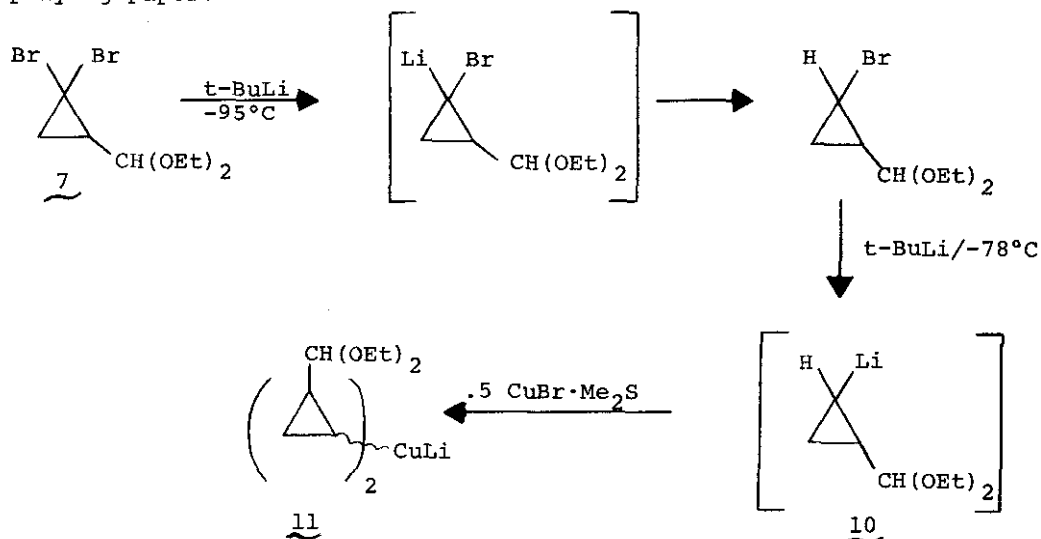 Br Br
t-BuLi
-95°C
CH(OEt)2
7
Li Br
CH(OEt)2
H Br
CH(OEt)2
t-BuLi/-78°C
CH(OEt)2
CuLi
2
11
.5 CuBr·Me2S
H Li
CH(OEt)2
10